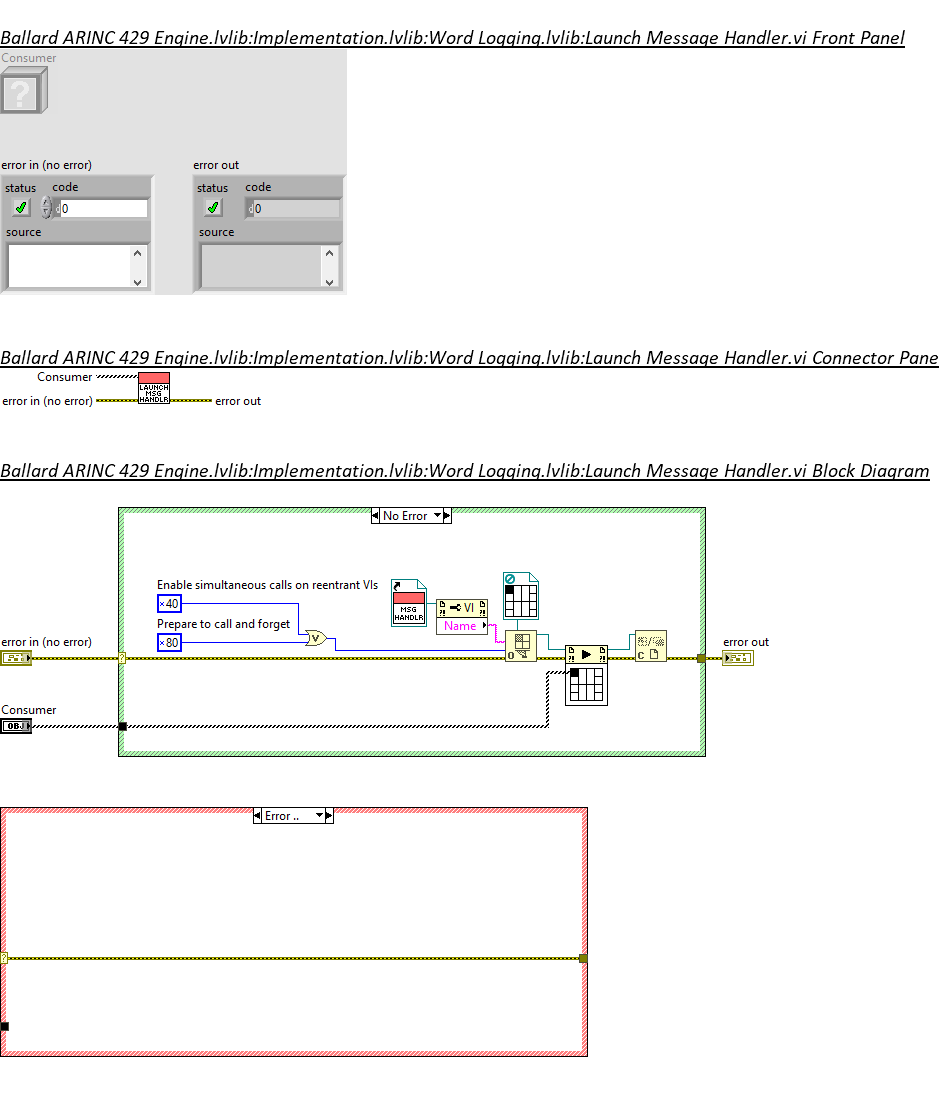 Ballard ARINC 429 Engine.lvlib:Implementation.lvlib:Word Logging.lvlib:Launch Message Handler.vi Front Panel
Consumer
?
error in (no error)
error out
status code
status code
d 0
d 0
source
source
Ballard ARINC 429 Engine.lvlib:Implementation.lvlib:Word Logging.lvlib:Launch Message Handler.vi Connector Pane
Consumer
LAUNCH
MSG
HANDLR
error in (no error)
error out
Ballard ARINC 429 Engine.lvlib:Implementation.lvlib:Word Logging.lvlib:Launch Message Handler.vi Block Diagram
No Error
Enable simultaneous calls on reentrant VIs
x40
MSG
HANDLR
VI
Name
Prepare to call and forget
x80
V
?!
?!
error in (no error)
?
O
?!
?!
C
error out
Consumer
OBJ
Error ..
?